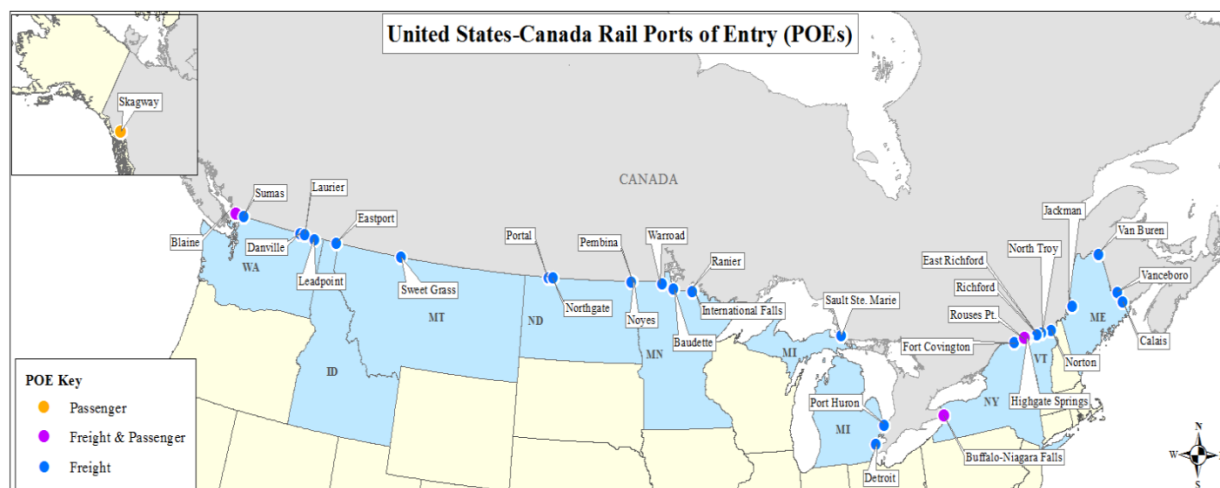 United States-Canada Rail Ports of Entry (POEs)
Skagway
CANADA
Laurier
Sumas
Eastport
Blaine
Danville
Leadpoint
Sweet Grass
WA
MT
ID
Portal
Pembina
Warroad
Ranier
Northgate
Noyes
International Falls
Baudette
ND
MN
Sault Ste. Marie
MI
Jackman
Van Buren
North Troy
East Richford
Vanceboro
Richford
Rouses Pt.
ME
Fort Covington
VT
Calais
Norton
Port Huron
NY
Highgate Springs
MI
Buffalo-Niagara Falls
Detroit
POE Key
Passenger
Freight & Passenger
Freight
N
W
S